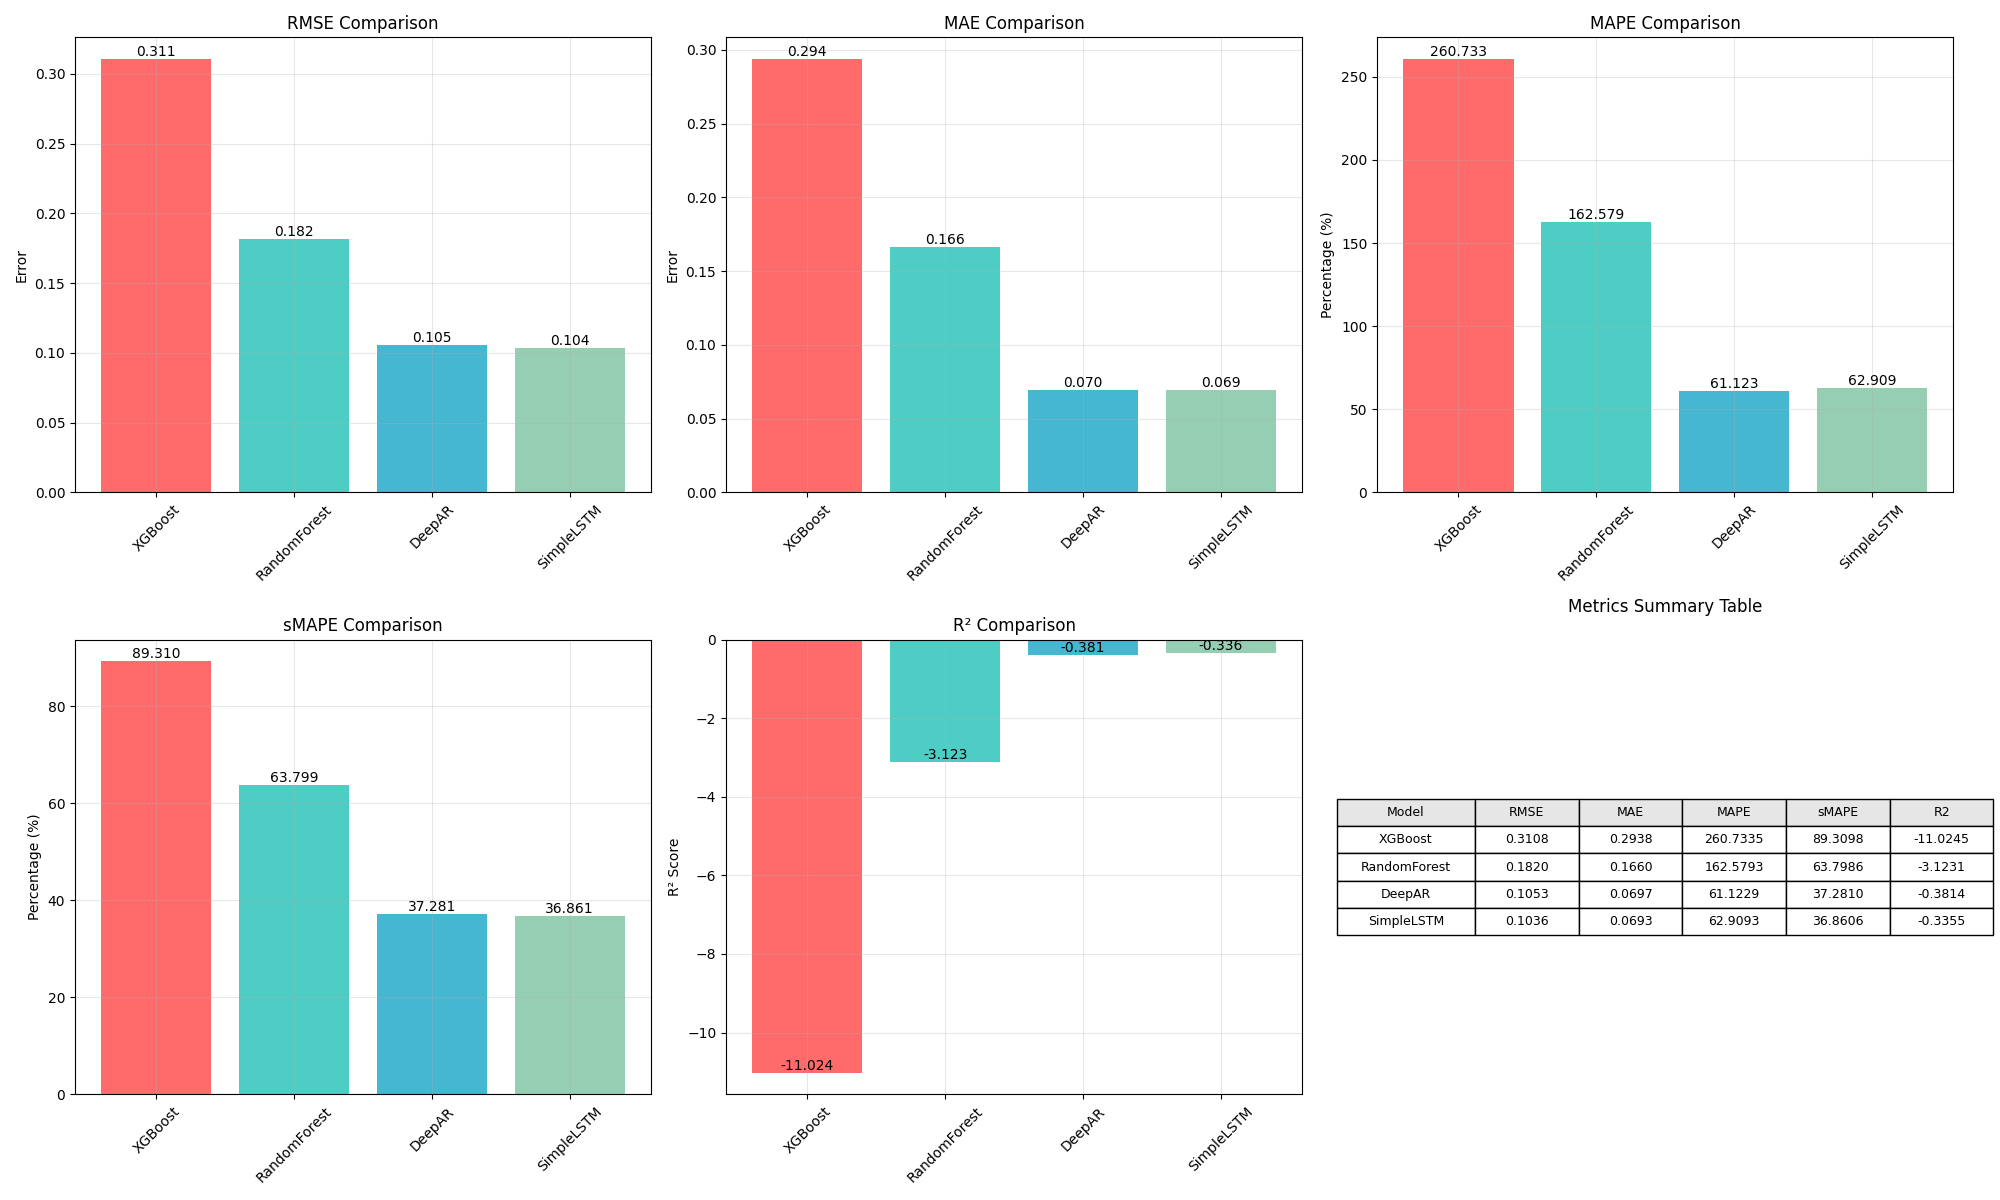 RMSE Comparison
Error
0.30
0.25
0.20
0.15
0.10
0.05
0.00
0.311
0.182
0.105
0.104
XGBoost
RandomForest
DeepAR
SimpleLSTM
MAE Comparison
Error
0.30
0.25
0.20
0.15
0.10
0.05
0.00
0.294
0.166
0.070
0.069
XGBoost
RandomForest
DeepAR
SimpleLSTM
MAPE Comparison
Percentage (%)
250
200
150
100
50
0
260.733
162.579
61.123
62.909
XGBoost
RandomForest
DeepAR
SimpleLSTM
sMAPE Comparison
Percentage (%)
80
60
40
20
0
89.310
63.799
37.281
36.861
XGBoost
RandomForest
DeepAR
SimpleLSTM
R² Comparison
R² Score
0
−2
−4
−6
−8
−10
-11.024
-3.123
-0.381
-0.336
XGBoost
RandomForest
DeepAR
SimpleLSTM
Metrics Summary Table
Model RMSE MAE MAPE sMAPE R2
XGBoost 0.3108 0.2938 260.7335 89.3098 -11.0245
RandomForest 0.1820 0.1660 162.5793 63.7986 -3.1231
DeepAR 0.1053 0.0697 61.1229 37.2810 -0.3814
SimpleLSTM 0.1036 0.0693 62.9093 36.8606 -0.3355